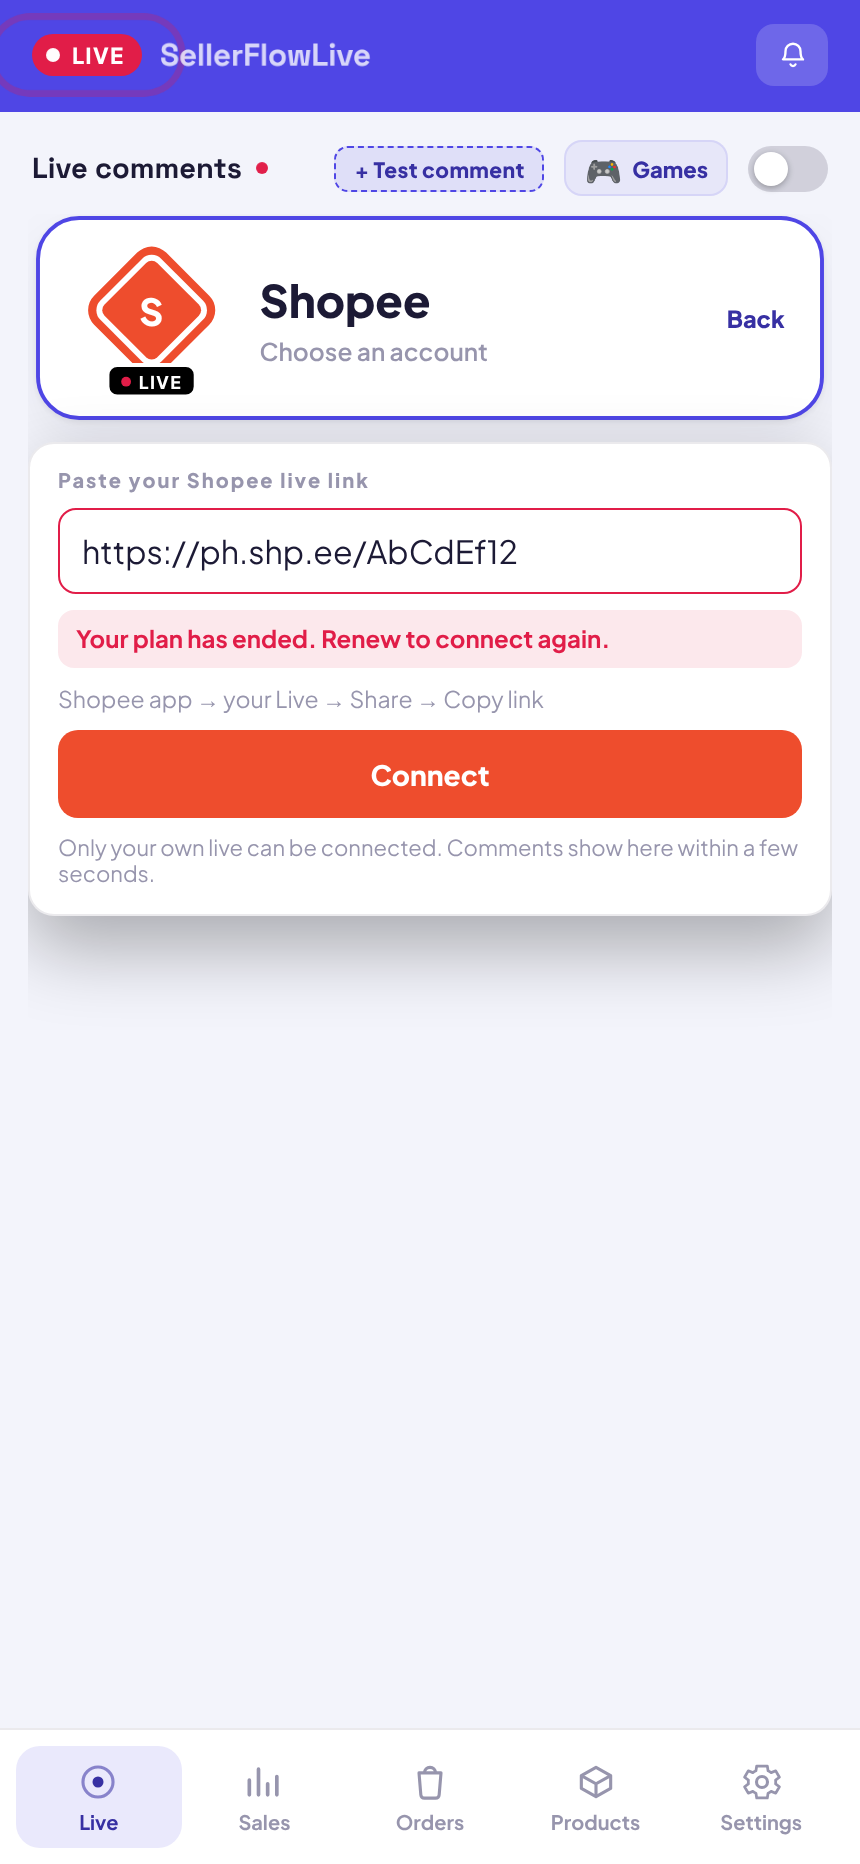 LIVE SellerFlowLive
Live comments + Test comment Games
S
LIVE
Shopee
Choose an account
Back
Paste your Shopee live link
https://ph.shp.ee/AbCdEf12
Your plan has ended. Renew to connect again.
Shopee app → your Live → Share → Copy link
Connect
Only your own live can be connected. Comments show here within a few
seconds.
Live Sales Orders Products Settings